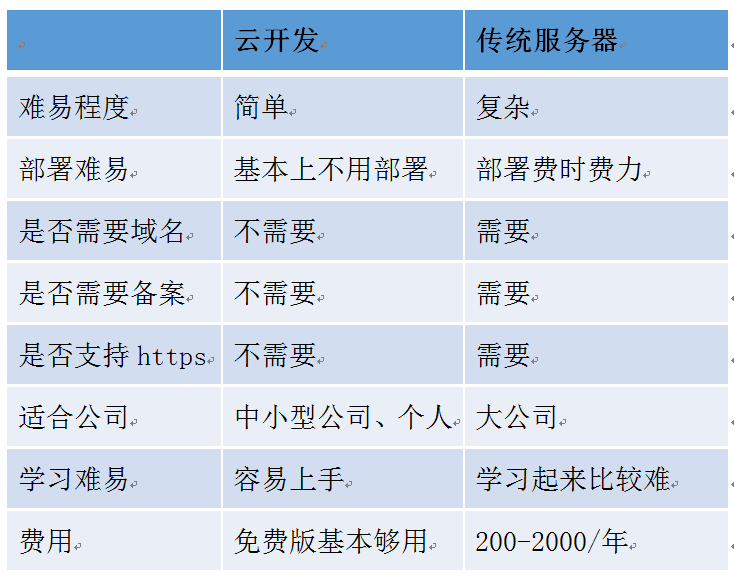 云开发 传统服务器
难易程度 简单 复杂
部署难易 基本上不用部署 部署费时费力
是否需要域名 不需要 需要
是否需要备案 不需要 需要
是否支持https 不需要 需要
适合公司 中小型公司、个人 大公司
学习难易 容易上手 学习起来比较难
费用 免费版基本够用 200-2000/年